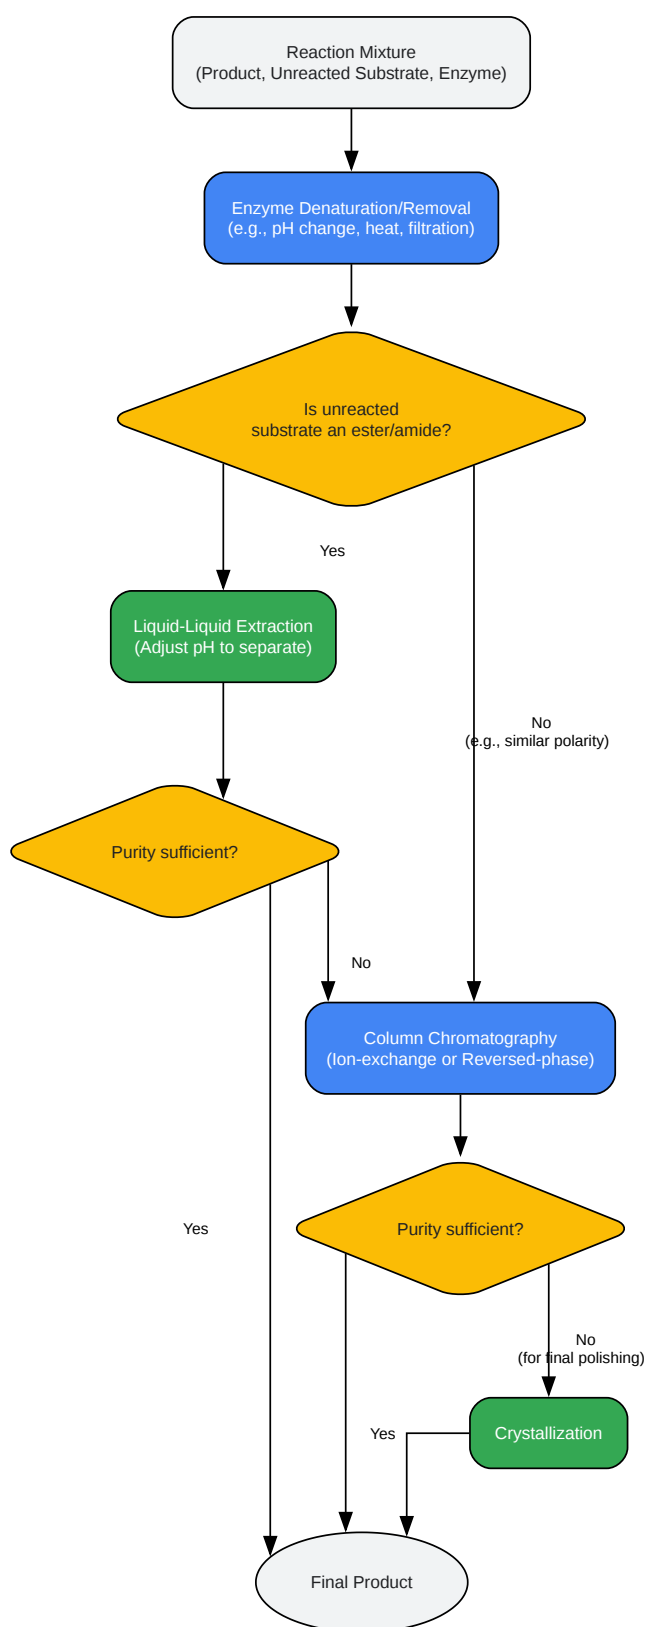 Reaction Mixture
(Product, Unreacted Substrate, Enzyme)
Enzyme Denaturation/Removal
(e.g., pH change, heat, filtration)
Is unreacted
substrate an ester/amide?
Yes
Liquid-Liquid Extraction
(Adjust pH to separate)
No
(e.g., similar polarity)
Purity sufficient?
No
Column Chromatography
(Ion-exchange or Reversed-phase)
Yes
Purity sufficient?
No
(for final polishing)
Yes
Crystallization
Final Product